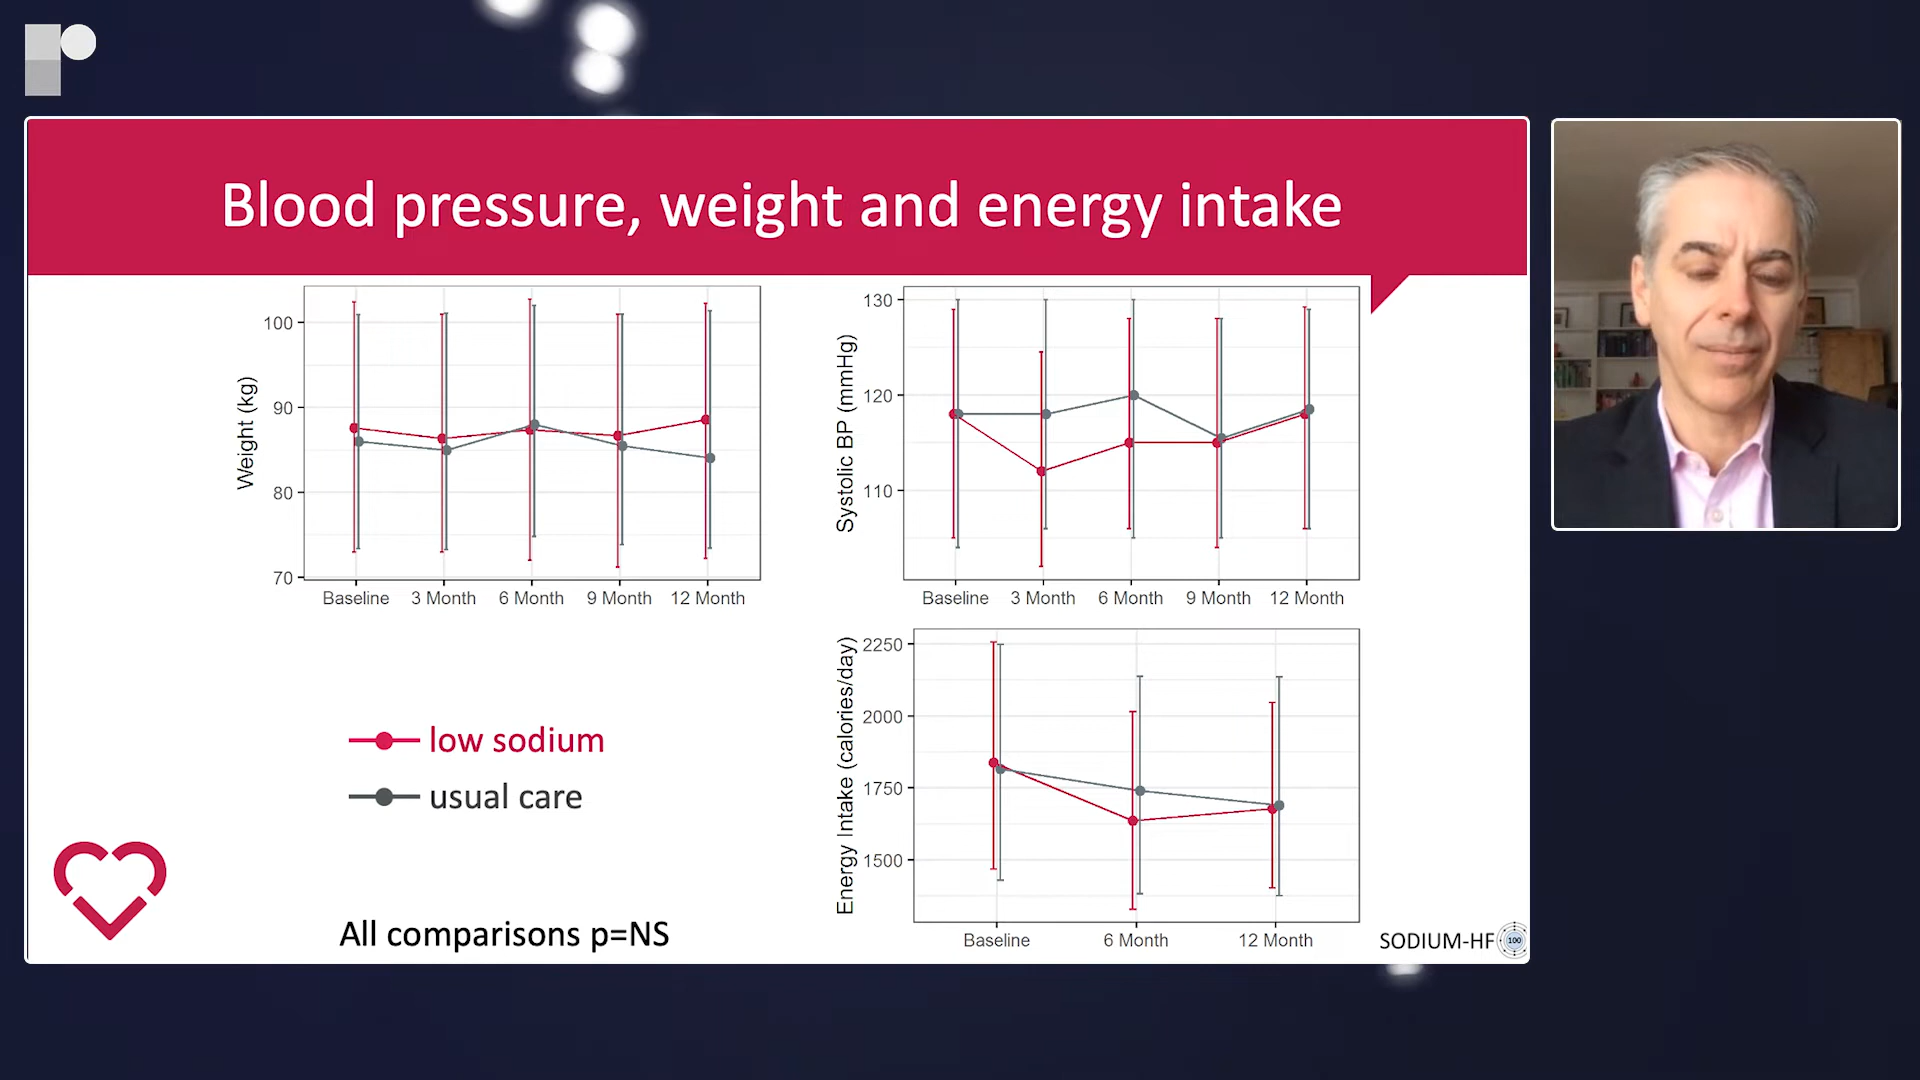 Blood pressure, weight and energy intake
Weight (kg)
100
90
80
70
Baseline 3 Month 6 Month 9 Month 12 Month
Systolic BP (mmHg)
130
120
110
Baseline 3 Month 6 Month 9 Month 12 Month
low sodium
usual care
Energy Intake (calories/day)
2250
2000
1750
1500
Baseline 6 Month 12 Month
All comparisons p=NS
SODIUM-HF
100